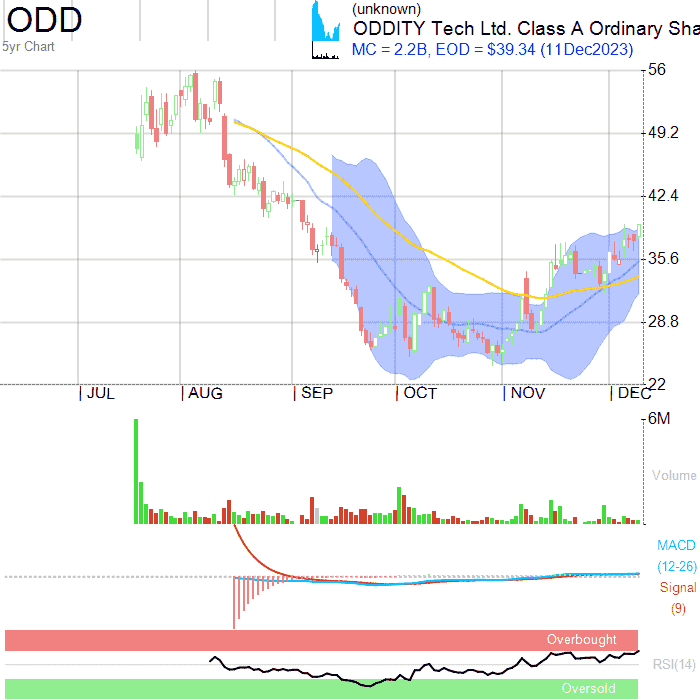 ODD
(unknown)
ODDITY Tech Ltd. Class A Ordinary Sha
5yr Chart
MC = 2.2B, EOD = $39.34 (11Dec2023)
56
49.2
42.4
35.6
28.8
22
JUL AUG SEP OCT NOV DEC
6M
Volume
MACD
(12-26)
Signal
(9)
Overbought
RSI(14)
Oversold